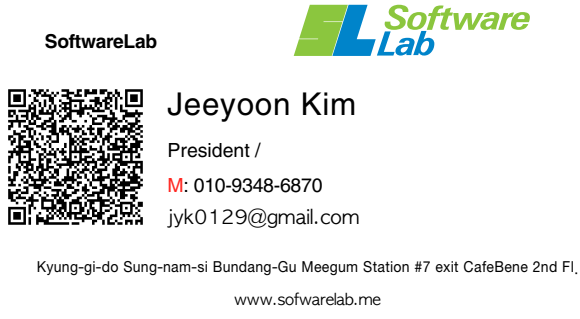 SoftwareLab
SL Software
Lab
Jeeyoon Kim
President /
M: 010-9348-6870
jyk0129@gmail.com
Kyung-gi-do Sung-nam-si Bundang-Gu Meegum Station #7 exit CafeBene 2nd Fl
www.sofwarelab.me